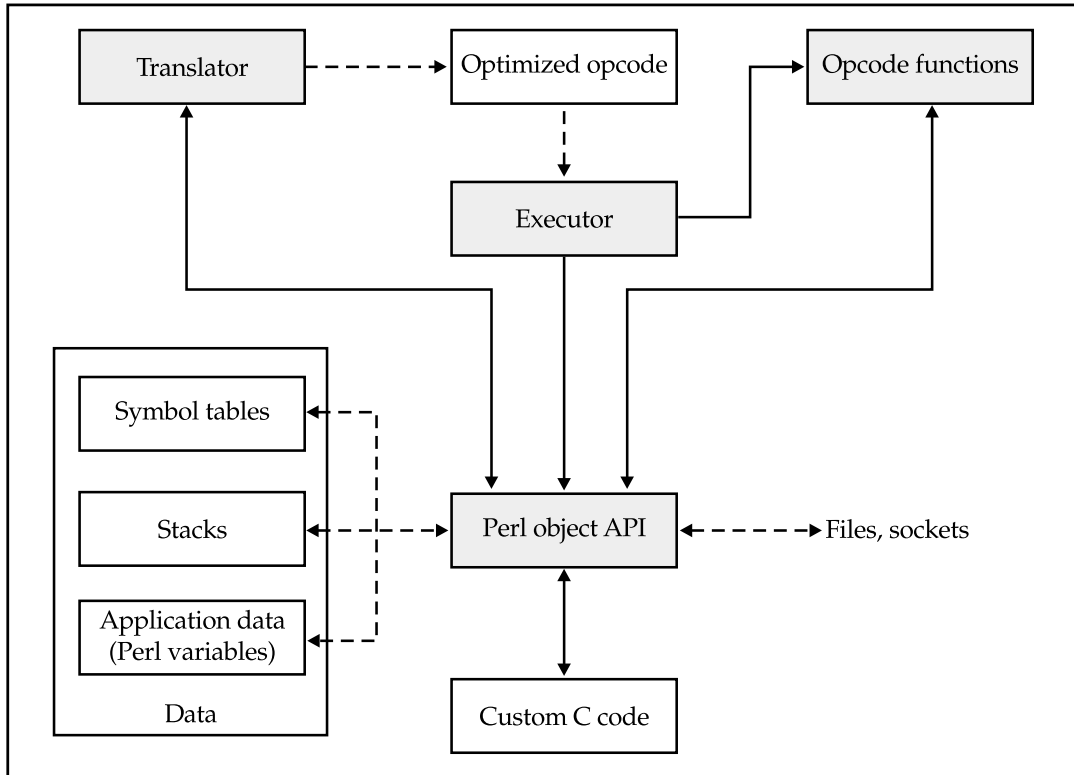 Translator
Optimized opcode
Opcode functions
Executor
Symbol tables
Stacks
Perl object API
Files, sockets
Application data
(Perl variables)
Data
Custom C code